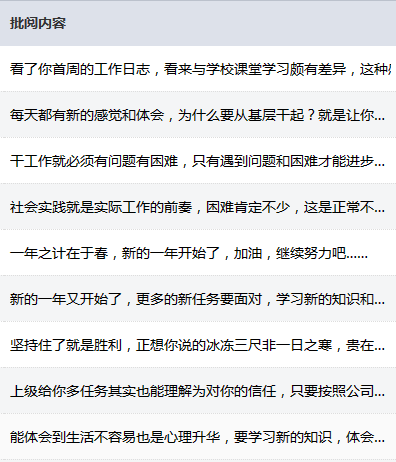 批阅内容
看了你首周的工作日志，看来与学校课堂学习颇有差异，这种
每天都有新的感觉和体会，为什么要从基层干起？就是让你...
干工作就必须有问题有困难，只有遇到问题和困难才能进步...
社会实践就是实际工作的前奏，困难肯定不少，这是正常不...
一年之计在于春，新的一年开始了，加油，继续努力吧......
新的一年又开始了，更多的新任务要面对，学习新的知识和...
坚持住了就是胜利，正想你说的冰冻三尺非一日之寒，贵在...
上级给你多任务其实也能理解为对你的信任，只要按照公司...
能体会到生活不容易也是心理升华，要学习新的知识，体会...